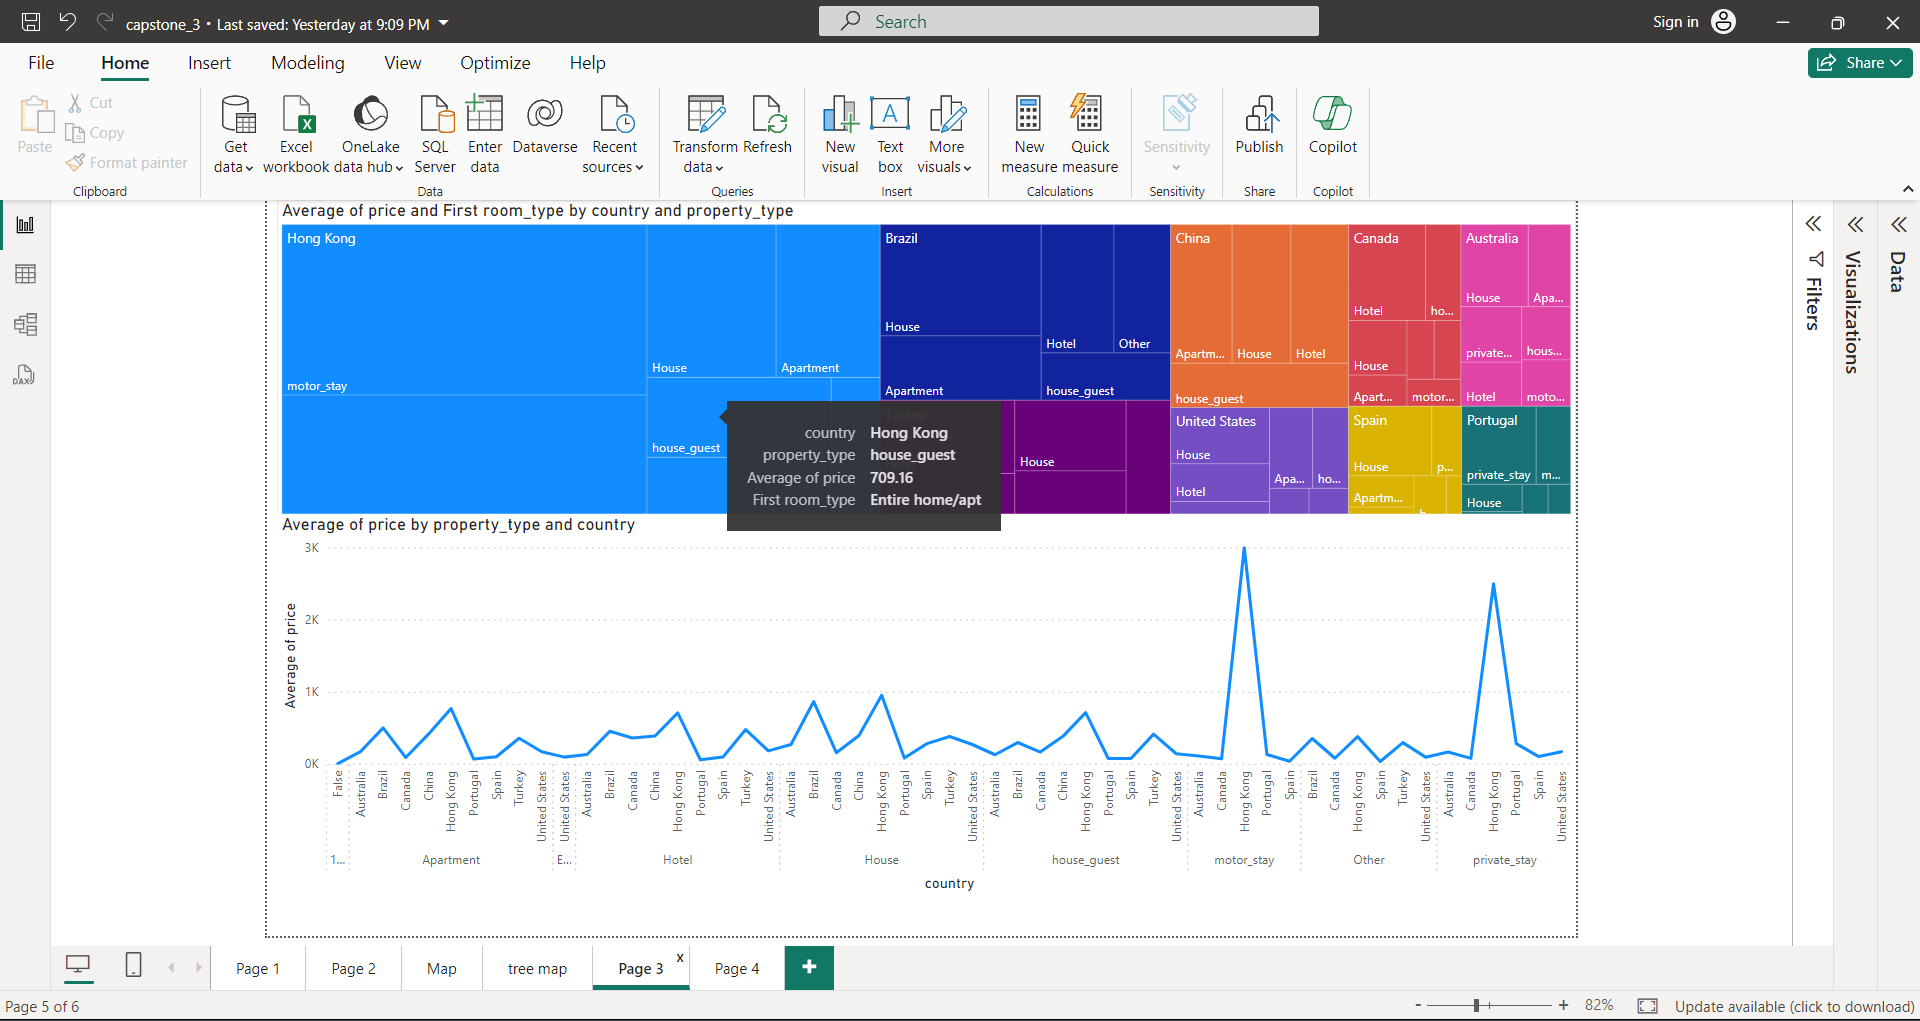 capstone_3 • Last saved: Yesterday at 9:09 PM
Search
Sign in
File Home Insert Modeling View Optimize Help
Share
Paste
Cut
Copy
Format painter
Clipboard
Get data
Excel workbook
OneLake data hub
SQL Server
Enter data
Dataverse
Recent sources
Data
Transform data
Refresh
Queries
New visual
Text box
More visuals
Insert
New measure
Quick measure
Calculations
Sensitivity
Sensitivity
Publish
Share
Copilot
Copilot
DAX
Average of price and First room_type by country and property_type
Hong Kong
motor_stay
House
Apartment
house_guest
Brazil
House
Apartment
Hotel
Other
house_guest
Turkey
House
China
Apartm...
House
Hotel
house_guest
United States
House
Hotel
Apa...
ho...
Canada
Hotel
ho...
House
Apart...
motor...
Spain
House
p...
Apartm...
Australia
House
Apa...
private...
hous...
Hotel
moto...
Portugal
private_stay
m...
House
country Hong Kong
property_type house_guest
Average of price 709.16
First room_type Entire home/apt
Average of price by property_type and country
Average of price
3K
2K
1K
0K
False
Australia
Brazil
Canada
China
Hong Kong
Portugal
Spain
Turkey
United States
United States
Australia
Brazil
Canada
China
Hong Kong
Portugal
Spain
Turkey
United States
Australia
Brazil
Canada
China
Hong Kong
Portugal
Spain
Turkey
United States
Australia
Brazil
Canada
China
Hong Kong
Portugal
Spain
Turkey
United States
Australia
Canada
Hong Kong
Portugal
Spain
Brazil
Canada
Hong Kong
Spain
Turkey
United States
Australia
Canada
Hong Kong
Portugal
Spain
United States
1... Apartment E... Hotel House house_guest motor_stay Other private_stay
country
Filters
Visualizations
Data
Page 1 Page 2 Map tree map Page 3 x Page 4 +
Page 5 of 6
- + 82%
Update available (click to download)